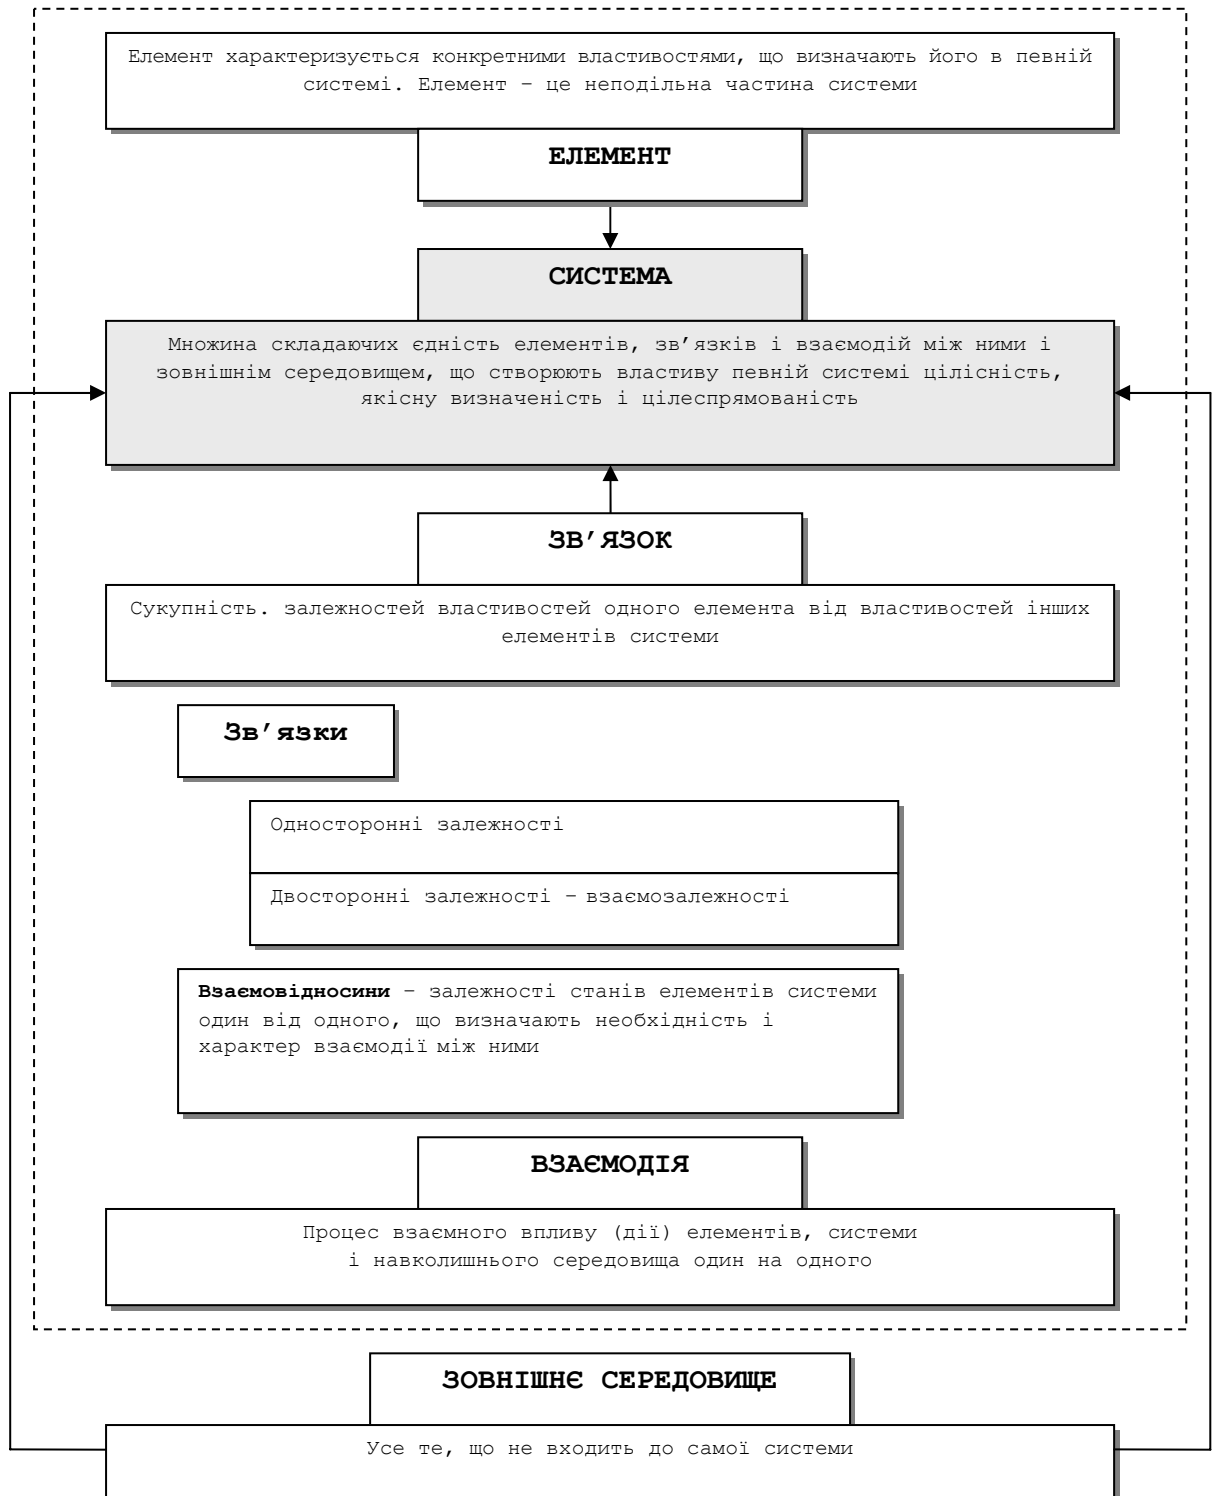 Елемент характеризується конкретними властивостями, що визначають його в певній
системі. Елемент – це неподільна частина системи
ЕЛЕМЕНТ
СИСТЕМА
Множина складаючих єдність елементів, зв’язків і взаємодій між ними і
зовнішнім середовищем, що створюють властиву певній системі цілісність,
якісну визначеність і цілеспрямованість
ЗВ’ЯЗОК
Сукупність. залежностей властивостей одного елемента від властивостей інших
елементів системи
Зв’язки
Односторонні залежності
Двосторонні залежності – взаємозалежності
Взаємовідносини – залежності станів елементів системи
один від одного, що визначають необхідність і
характер взаємодії між ними
ВЗАЄМОДІЯ
Процес взаємного впливу (дії) елементів, системи
і навколишнього середовища один на одного
ЗОВНІШНЄ СЕРЕДОВИЩЕ
Усе те, що не входить до самої системи